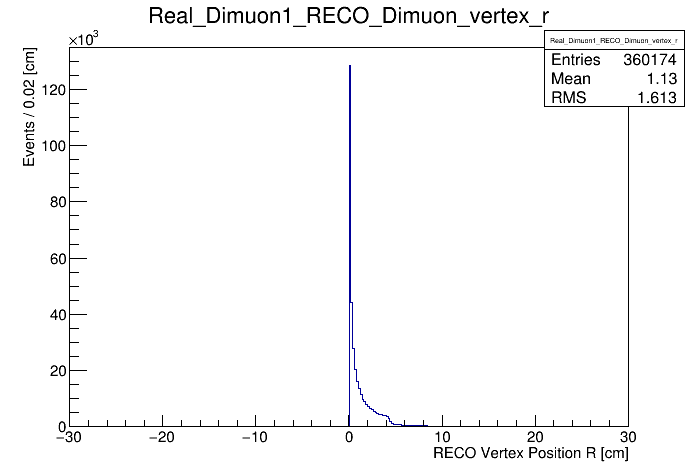 Real_Dimuon1_RECO_Dimuon_vertex_r
×10³
Real_Dimuon1_RECO_Dimuon_vertex_r
Entries 360174
Mean 1.13
RMS 1.613
Events / 0.02 [cm]
120
100
80
60
40
20
0
−30 −20 −10 0 10 20 30
RECO Vertex Position R [cm]